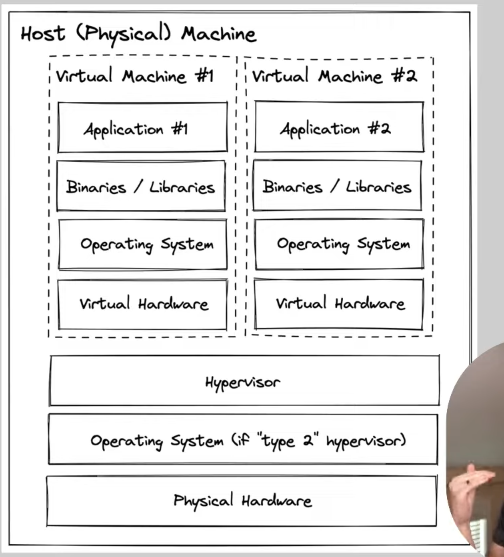 Host (Physical) Machine
Virtual Machine #1
Application #1
Binaries / Libraries
Operating System
Virtual Hardware
Virtual Machine #2
Application #2
Binaries / Libraries
Operating System
Virtual Hardware
Hypervisor
Operating System (if "type 2" hypervisor)
Physical Hardware